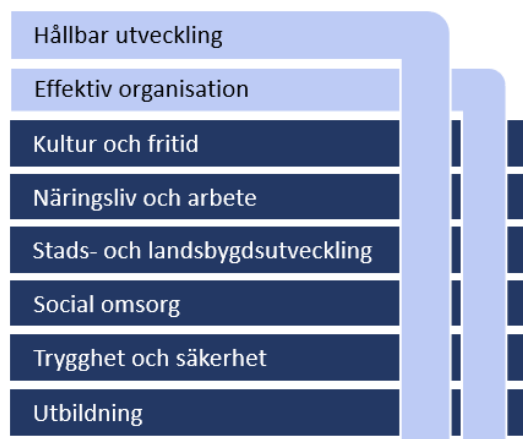 Hållbar utveckling
Effektiv organisation
Kultur och fritid
Näringsliv och arbete
Stads- och landsbygdsutveckling
Social omsorg
Trygghet och säkerhet
Utbildning